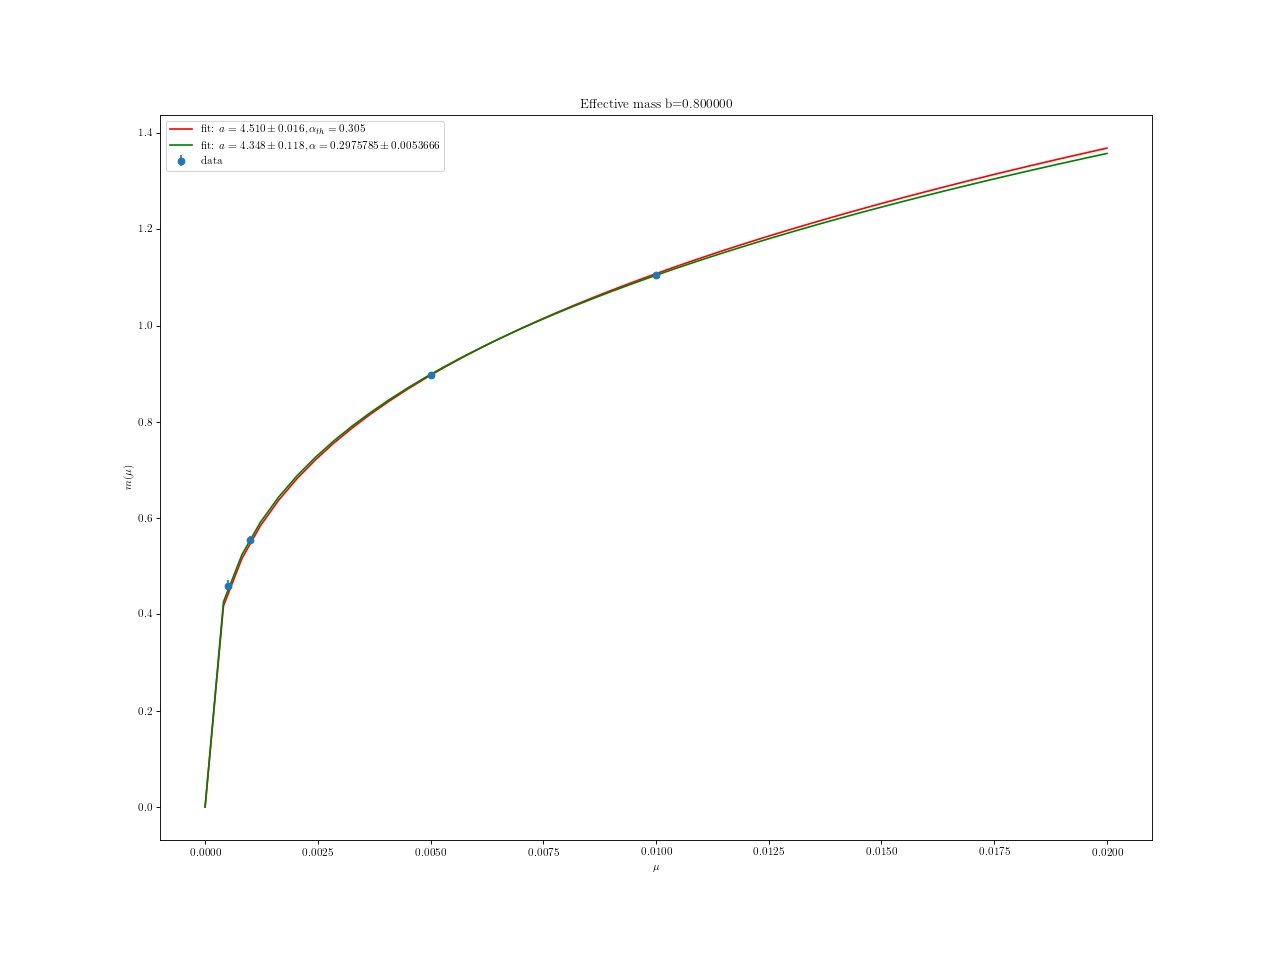 Effective mass b=0.800000
fit: a = 4.510 ± 0.016, α_th = 0.305
fit: a = 4.348 ± 0.118, α = 0.2975785 ± 0.0053666
data
1.4
1.2
1.0
0.8
0.6
0.4
0.2
0.0
m(μ)
0.0000 0.0025 0.0050 0.0075 0.0100 0.0125 0.0150 0.0175 0.0200
μ